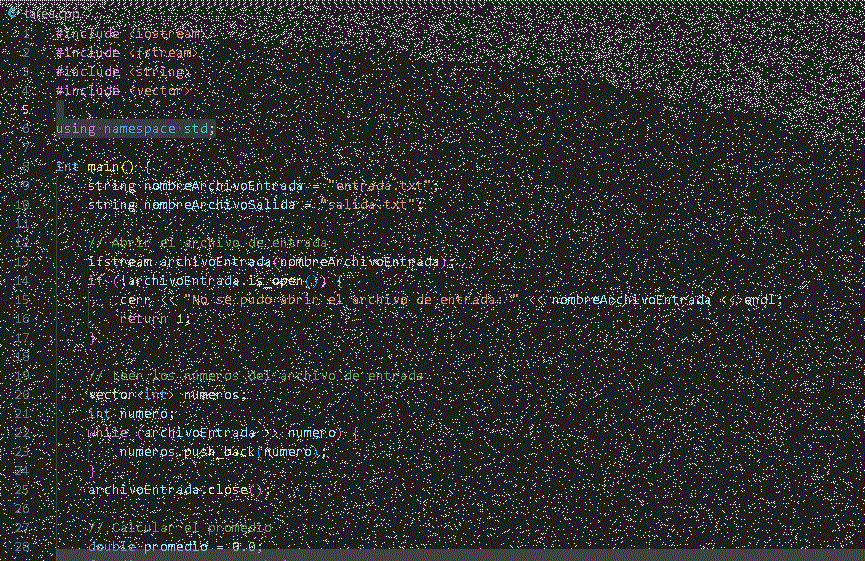 1 #include <iostream>
2 #include <fstream>
3 #include <string>
4 #include <vector>
5
6 using namespace std;
7
8 int main() {
9 string nombreArchivoEntrada = "entrada.txt";
10 string nombreArchivoSalida = "salida.txt";
11
12 // Abrir el archivo de entrada
13 ifstream archivoEntrada(nombreArchivoEntrada);
14 if (!archivoEntrada.is_open()) {
15 cerr << "No se pudo abrir el archivo de entrada: " << nombreArchivoEntrada << endl;
16 return 1;
17 }
18
19 // Leer los números del archivo de entrada
20 vector<int> numeros;
21 int numero;
22 while (archivoEntrada >> numero) {
23 numeros.push_back(numero);
24 }
25 archivoEntrada.close();
26
27 // Calcular el promedio
28 double promedio = 0.0;